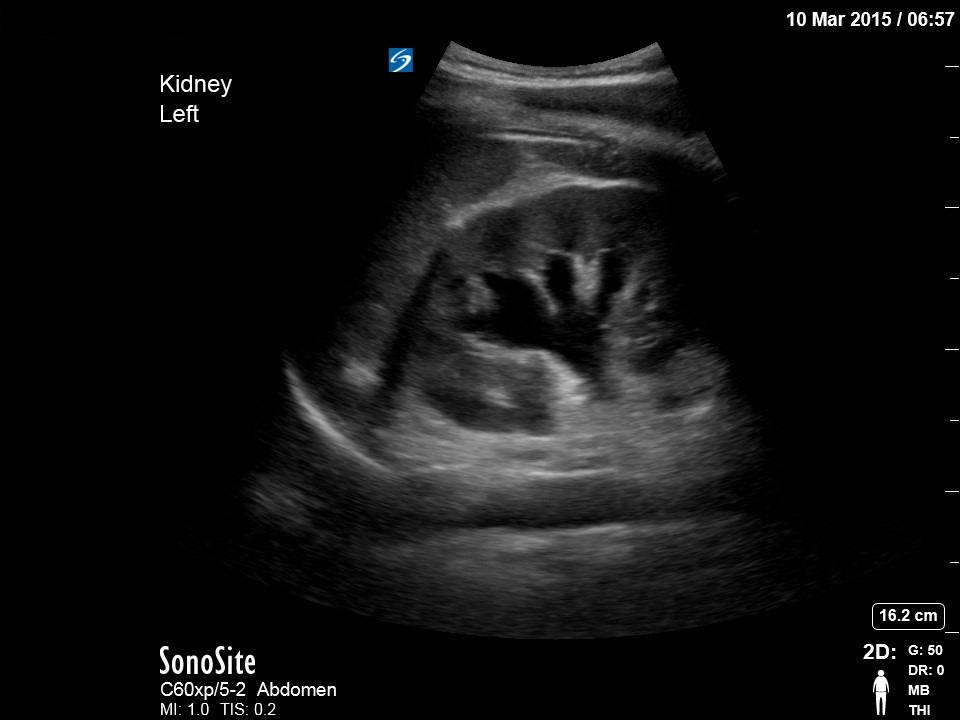 10 Mar 2015 / 06:57
Kidney
Left
16.2 cm
2D:
G: 50
DR: 0
MB
THI
SonoSite
C60xp/5-2 Abdomen
MI: 1.0 TIS: 0.2